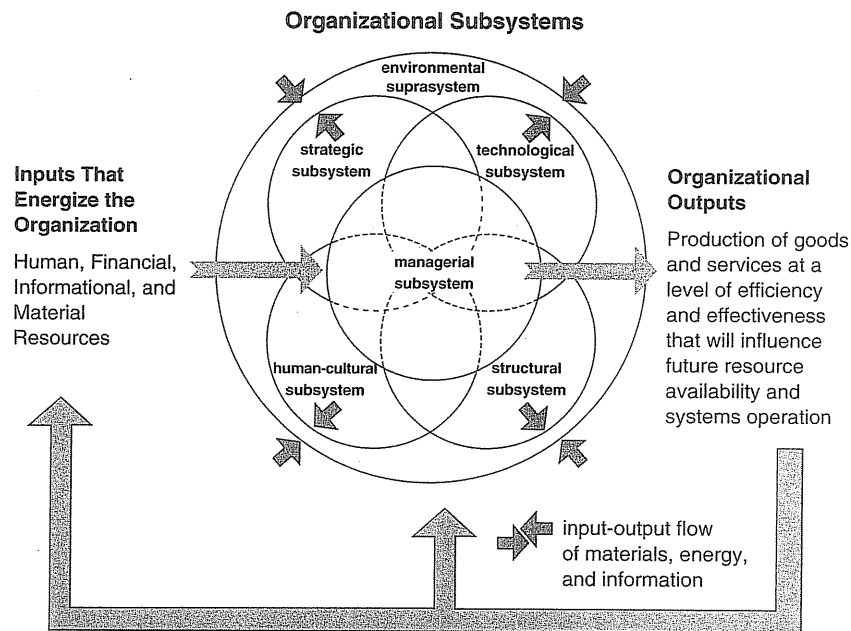 Organizational Subsystems
environmental
suprasystem
strategic
subsystem
technological
subsystem
Inputs That
Energize the
Organization
Human, Financial,
Informational, and
Material
Resources
managerial
subsystem
Organizational
Outputs
Production of goods
and services at a
level of efficiency
and effectiveness
that will influence
future resource
availability and
systems operation
human-cultural
subsystem
structural
subsystem
input-output flow
of materials, energy,
and information